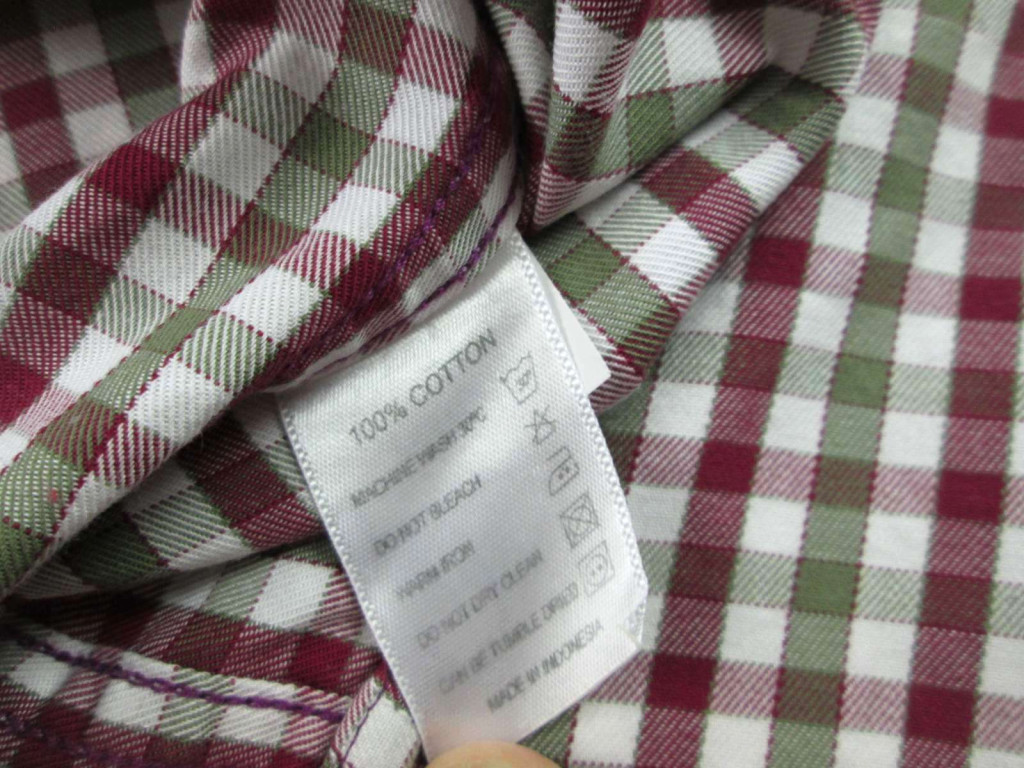 100% COTTON
MACHINE WASH 30°C
DO NOT BLEACH
WARM IRON
DO NOT DRY CLEAN
CAN BE TUMBLE DRIED
MADE IN INDONESIA